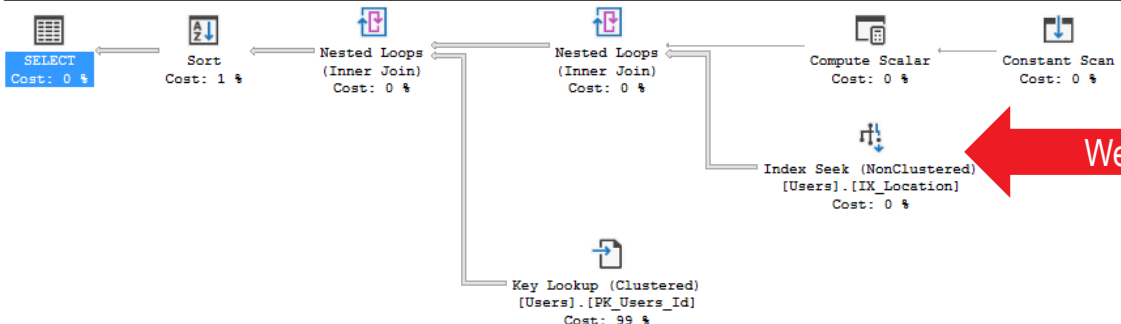 SELECT
Cost: 0 %
Sort
Cost: 1 %
Nested Loops
(Inner Join)
Cost: 0 %
Nested Loops
(Inner Join)
Cost: 0 %
Compute Scalar
Cost: 0 %
Constant Scan
Cost: 0 %
Index Seek (NonClustered)
[Users].[IX_Location]
Cost: 0 %
We
Key Lookup (Clustered)
[Users].[PK_Users_Id]
Cost: 99 %